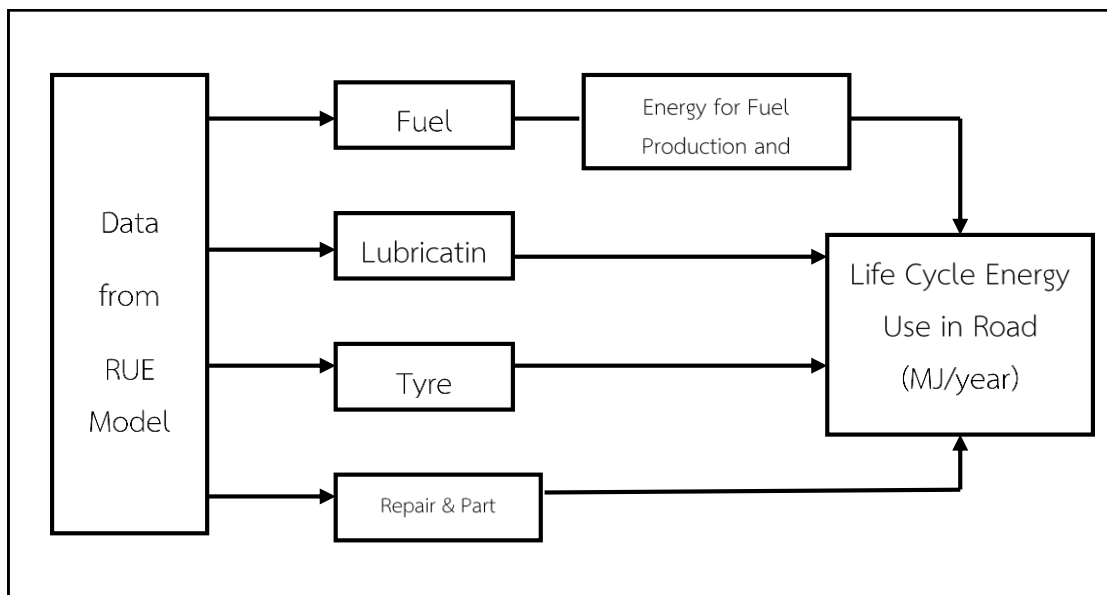 Data
from
RUE
Model
Fuel
Energy for Fuel
Production and
Lubricatin
Tyre
Repair & Part
Life Cycle Energy
Use in Road
(MJ/year)